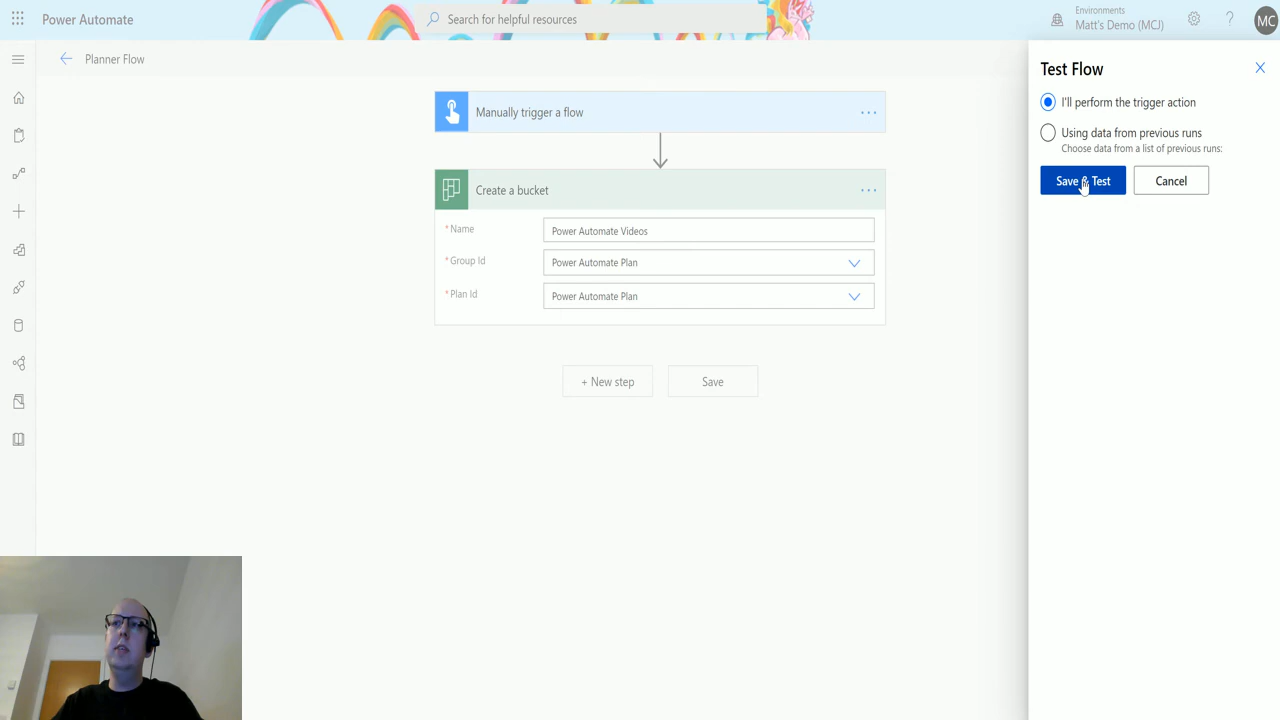 Power Automate
Search for helpful resources
Environments
Matt's Demo (MCJ)
?
MC
Planner Flow
Manually trigger a flow
Create a bucket
* Name
Power Automate Videos
* Group Id
Power Automate Plan
* Plan Id
Power Automate Plan
+ New step
Save
Test Flow
I'll perform the trigger action
Using data from previous runs
Choose data from a list of previous runs:
Save & Test
Cancel